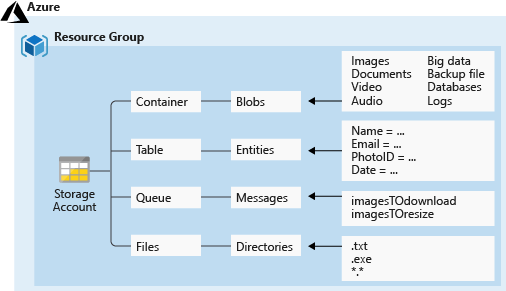 Azure
Resource Group
Storage
Account
Container
Blobs
Images Big data
Documents Backup file
Video Databases
Audio Logs
Table
Entities
Name = ...
Email = ...
PhotoID = ...
Date = ...
Queue
Messages
imagesTOdownload
imagesTOresize
Files
Directories
.txt
.exe
*.*